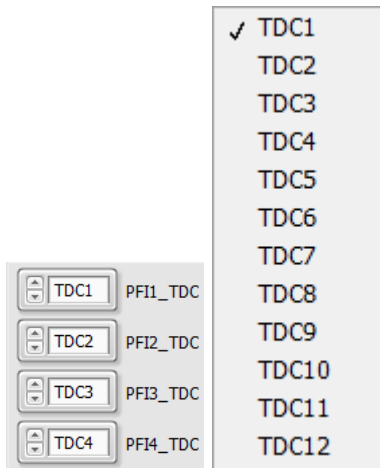 TDC1 PFI1_TDC
TDC2 PFI2_TDC
TDC3 PFI3_TDC
TDC4 PFI4_TDC
TDC1
TDC2
TDC3
TDC4
TDC5
TDC6
TDC7
TDC8
TDC9
TDC10
TDC11
TDC12